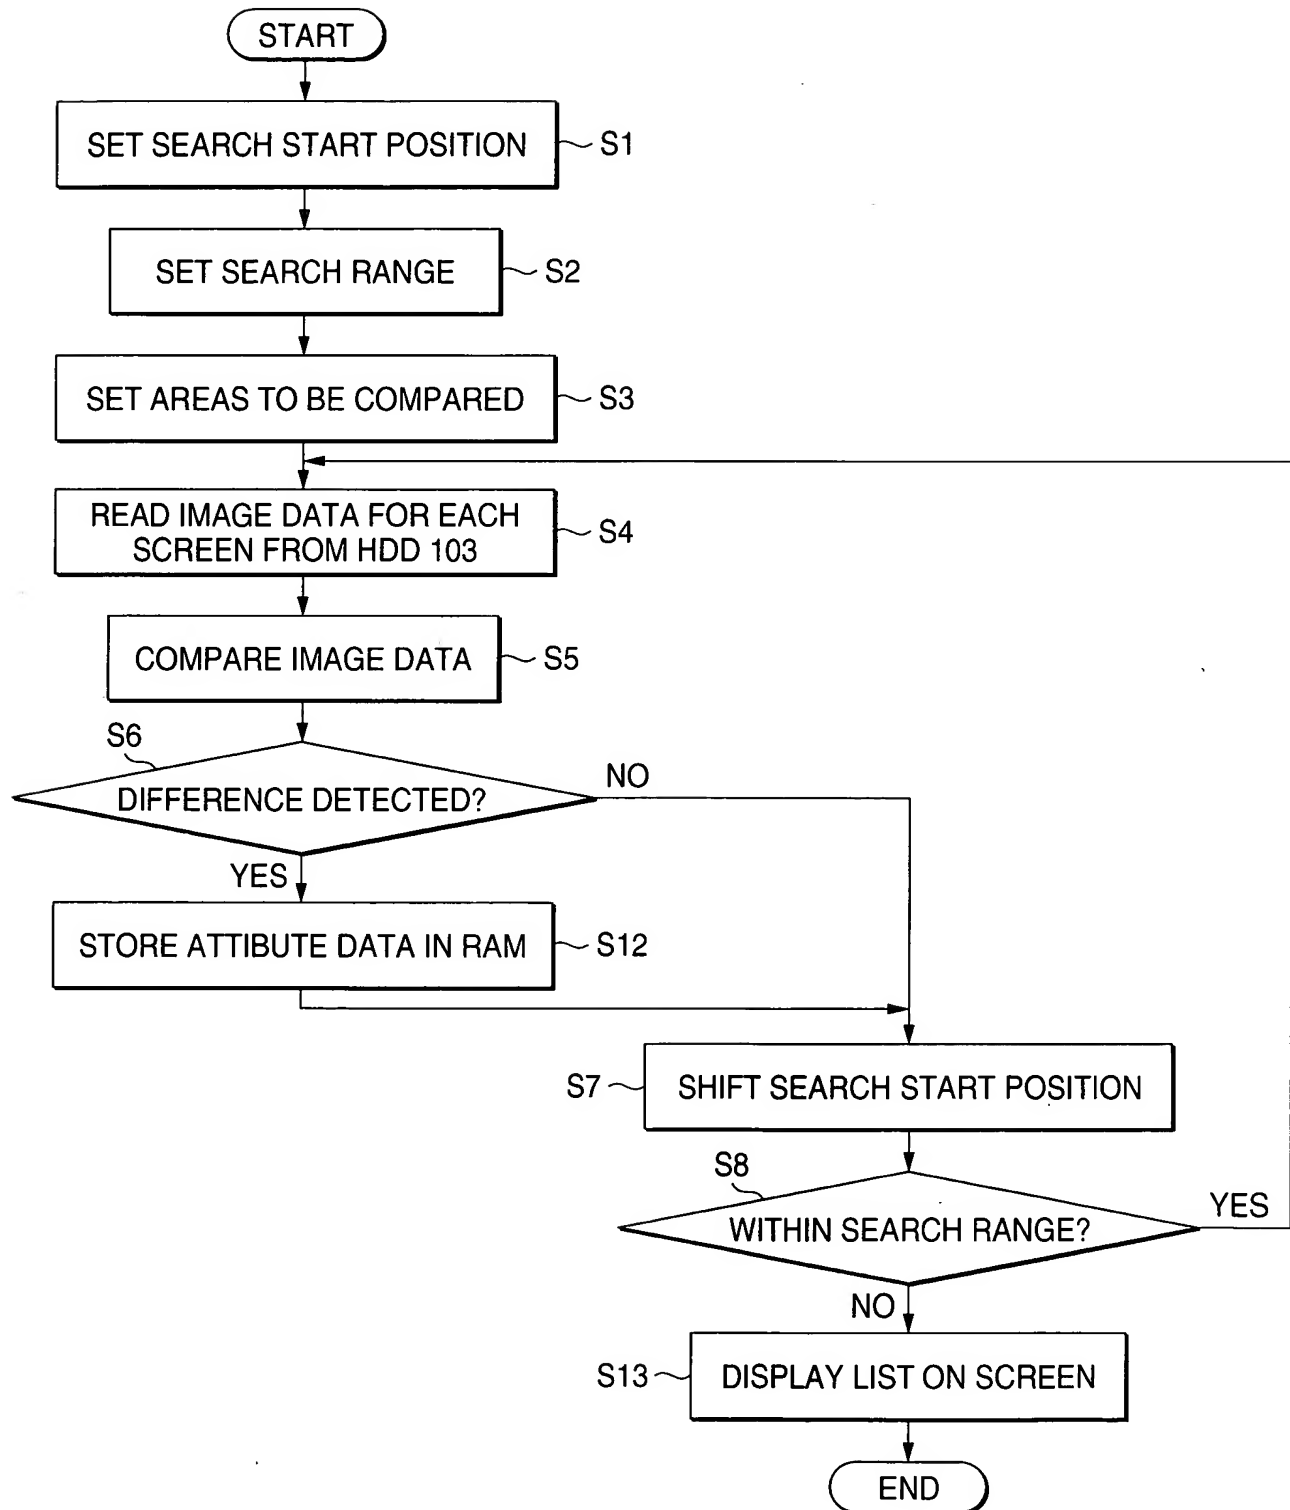 START
SET SEARCH START POSITION
S1
SET SEARCH RANGE
S2
SET AREAS TO BE COMPARED
S3
READ IMAGE DATA FOR EACH
SCREEN FROM HDD 103
S4
COMPARE IMAGE DATA
S5
S6
DIFFERENCE DETECTED?
NO
YES
STORE ATTIBUTE DATA IN RAM
S12
S7
SHIFT SEARCH START POSITION
S8
WITHIN SEARCH RANGE?
YES
NO
S13
DISPLAY LIST ON SCREEN
END